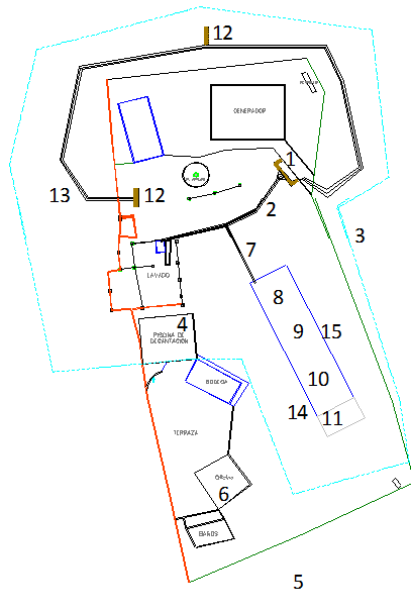 12
GENERADOR
1
13
12
2
3
7
LAVADO
8
4
9
15
PISCINA DE
DECANTACION
10
BODEGA
14
11
TERRAZA
OFICINA
6
BAÑOS
5